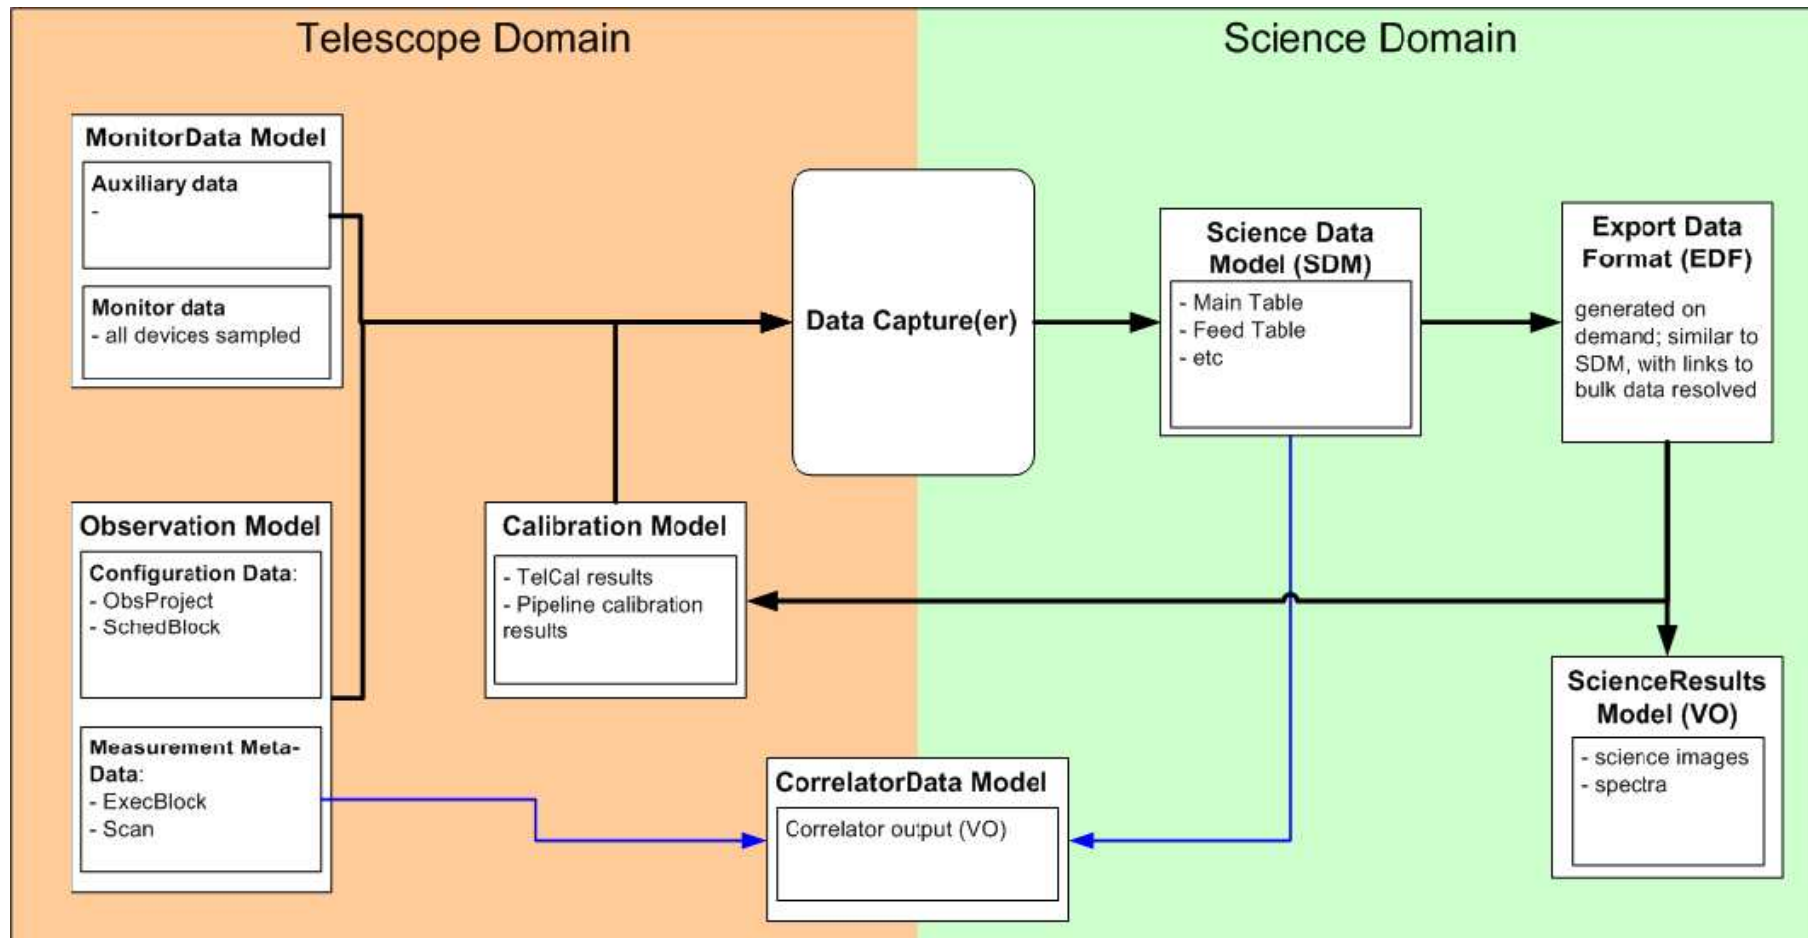 Telescope Domain
Science Domain
MonitorData Model
Auxiliary data
-
Monitor data
- all devices sampled
Observation Model
Configuration Data:
- ObsProject
- SchedBlock
Measurement Meta-
Data:
- ExecBlock
- Scan
Calibration Model
- TelCal results
- Pipeline calibration
results
Data Capture(er)
CorrelatorData Model
Correlator output (VO)
Science Data
Model (SDM)
- Main Table
- Feed Table
- etc
Export Data
Format (EDF)
generated on
demand; similar to
SDM, with links to
bulk data resolved
ScienceResults
Model (VO)
- science images
- spectra